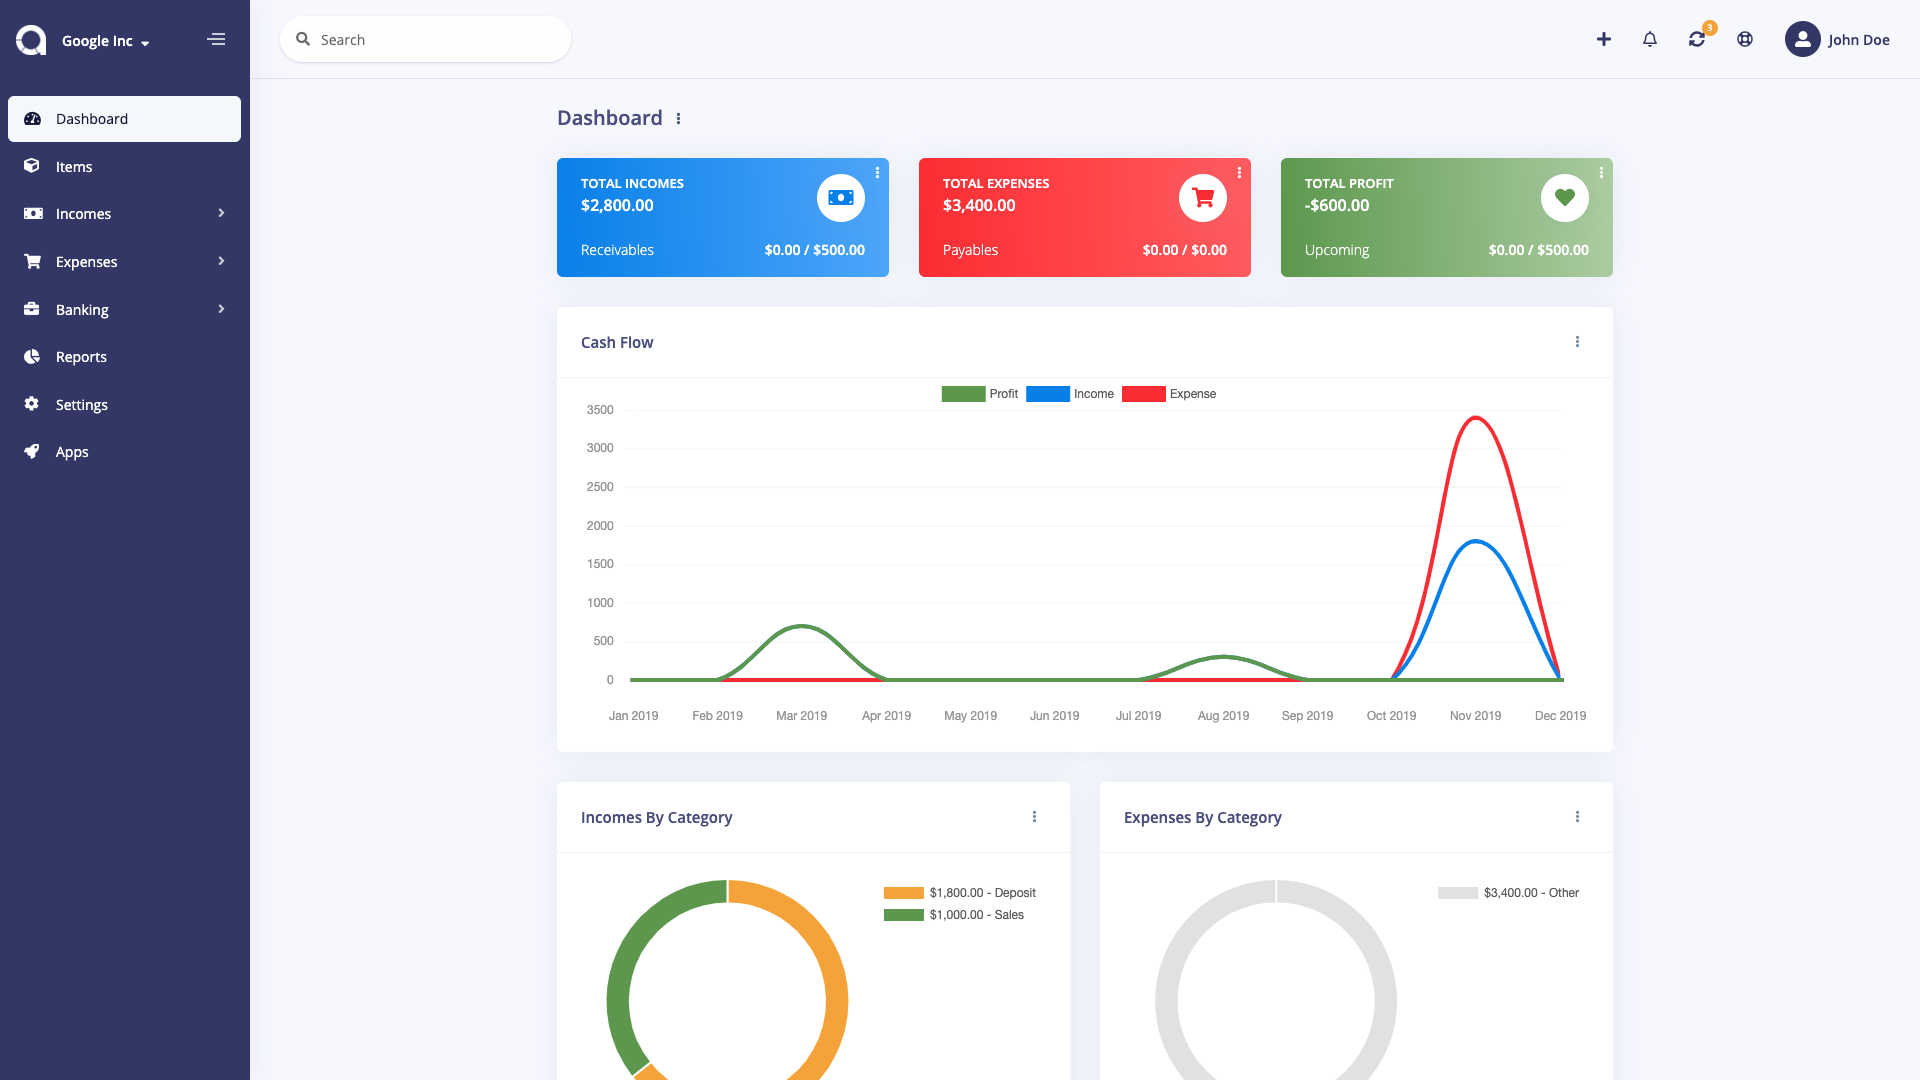 Google Inc
Search
3
John Doe
Dashboard
Items
Incomes
Expenses
Banking
Reports
Settings
Apps
Dashboard
TOTAL INCOMES
$2,800.00
Receivables $0.00 / $500.00
TOTAL EXPENSES
$3,400.00
Payables $0.00 / $0.00
TOTAL PROFIT
-$600.00
Upcoming $0.00 / $500.00
Cash Flow
Profit Income Expense
3500
3000
2500
2000
1500
1000
500
0
Jan 2019 Feb 2019 Mar 2019 Apr 2019 May 2019 Jun 2019 Jul 2019 Aug 2019 Sep 2019 Oct 2019 Nov 2019 Dec 2019
Incomes By Category
$1,800.00 - Deposit
$1,000.00 - Sales
Expenses By Category
$3,400.00 - Other